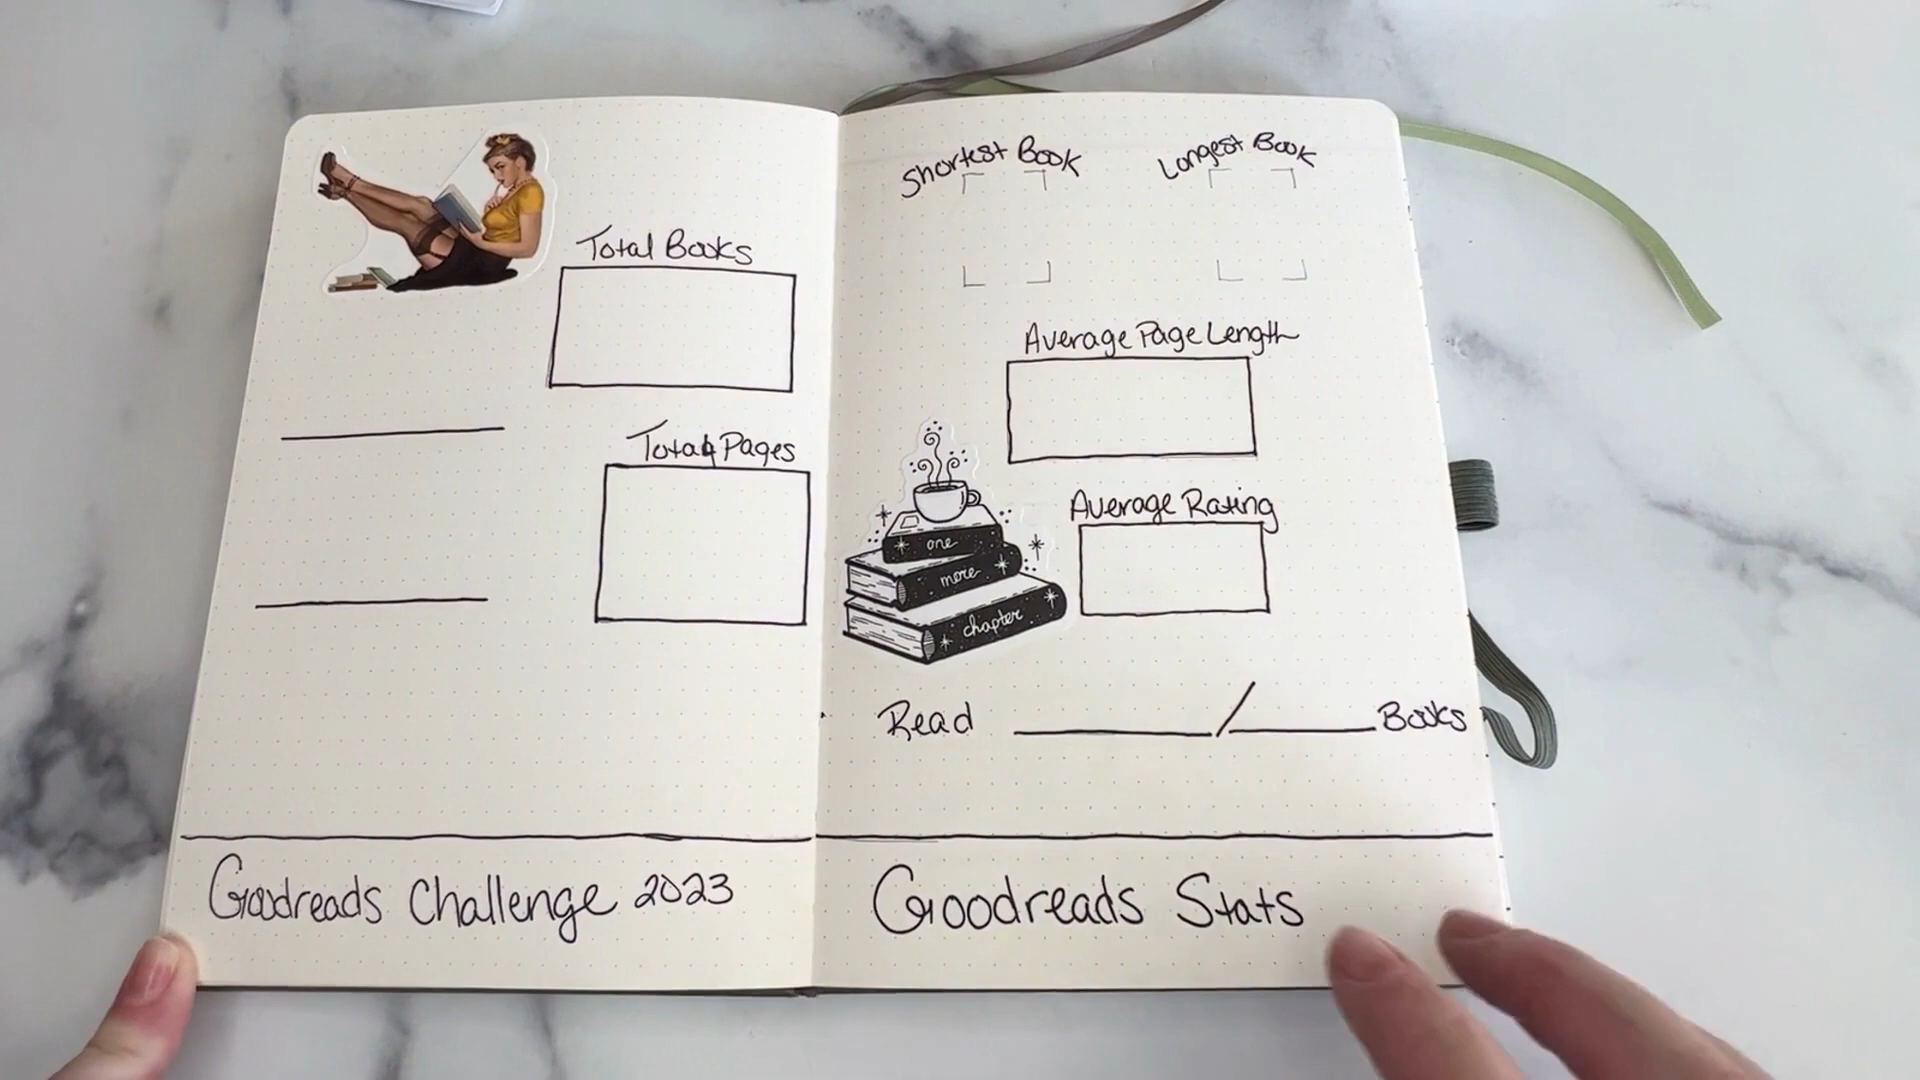 Total Books
Total Pages
Goodreads Challenge 2023
Shortest Book
Longest Book
Average Page Length
Average Rating
one
more
chapter
Read / Books
Goodreads Stats